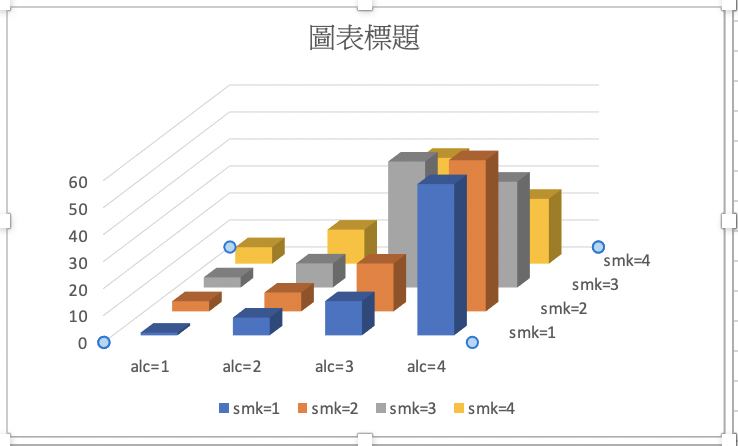 圖表標題
60
50
40
30
20
10
0
smk=4
smk=3
smk=2
smk=1
alc=1 alc=2 alc=3 alc=4
smk=1 smk=2 smk=3 smk=4